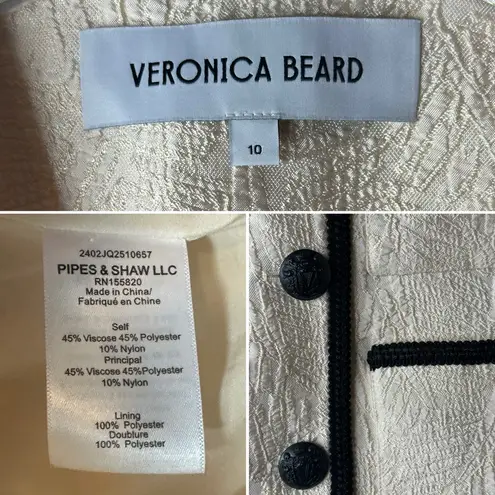 VERONICA BEARD
10
2402JQ2510657
PIPES & SHAW LLC
RN155820
Made in China/
Fabriqué en Chine
Self
45% Viscose 45%Polyester
10% Nylon
Principal
45% Viscose 45%Polyester
10% Nylon
Lining
100% Polyester
Doublure
100% Polyester